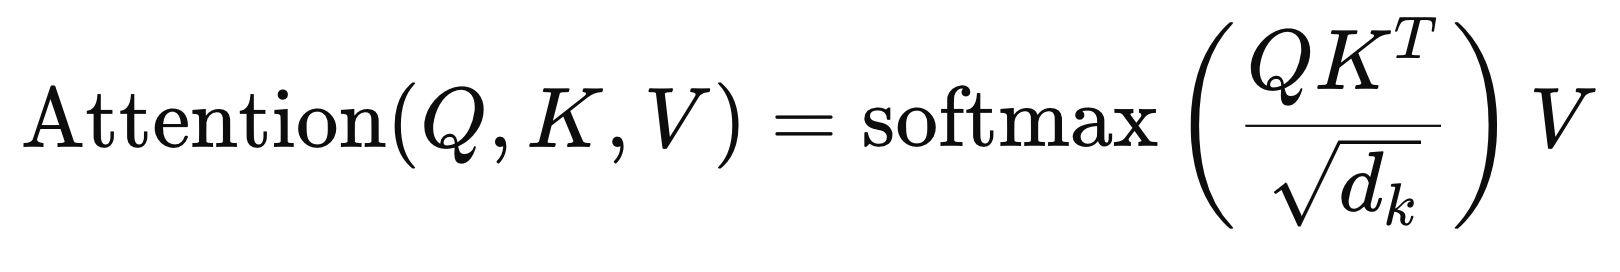 Attention(Q, K, V) = softmax(QK^T / √d_k) V